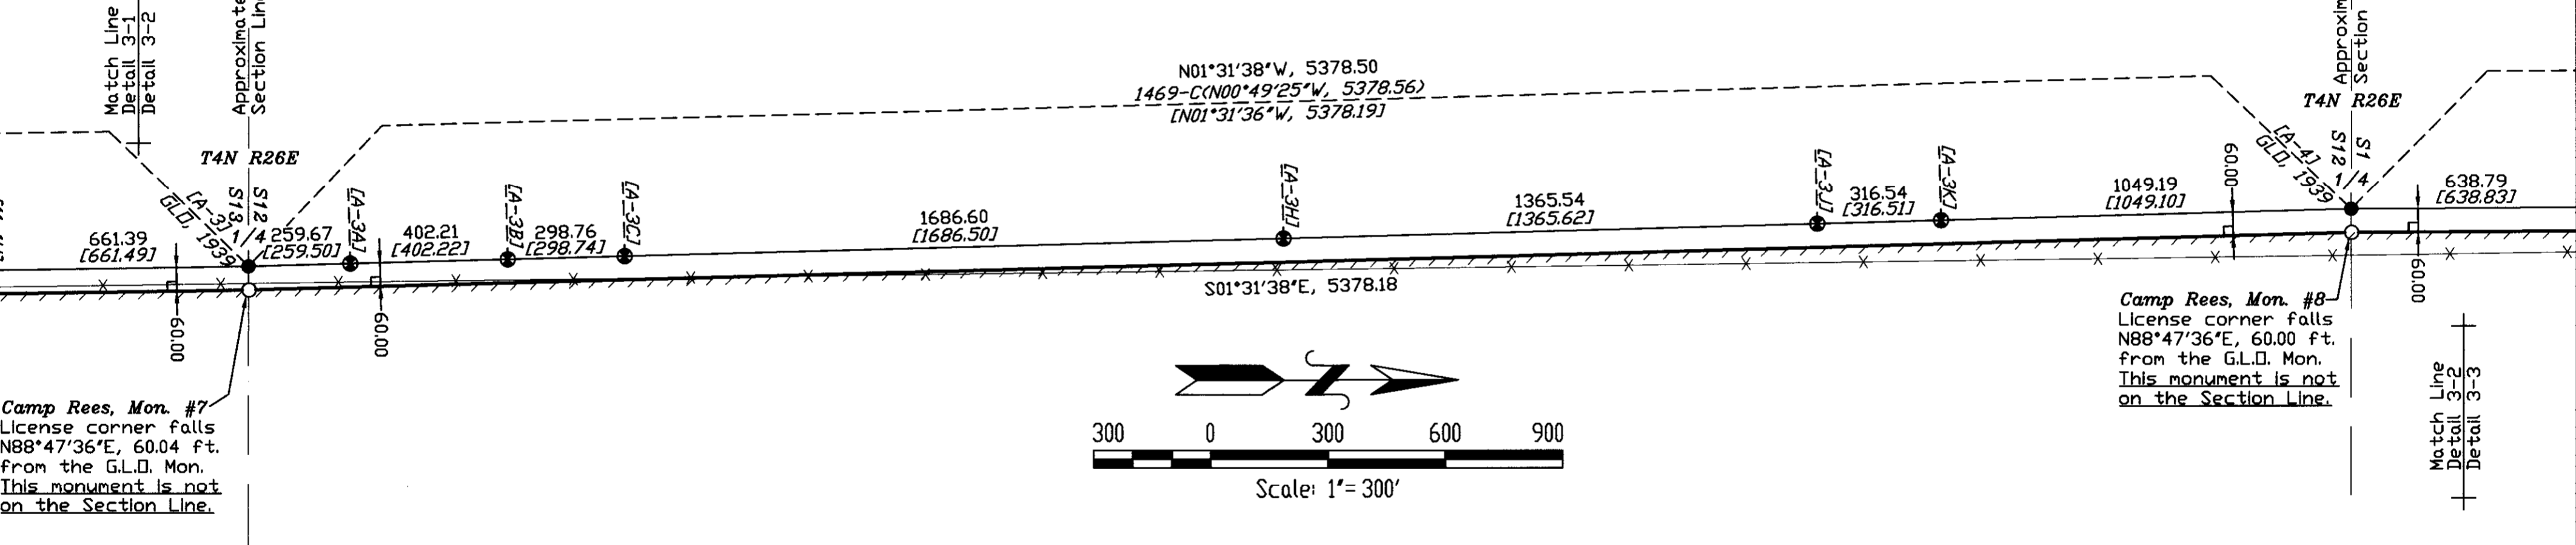 Match Line
Detail 3-1
Detail 3-2
Section
T4N R26E
S13 S12
1/4
[A-3]
GLO, 1939
661.39
[661.49]
259.67
[259.50]
[A-3A]
402.21
[402.22]
[A-3B]
298.76
[298.74]
[A-3C]
1686.60
[1686.50]
N01°31'38"W, 5378.50
1469-C(N00°49'25"W, 5378.56)
[N01°31'36"W, 5378.19]
[A-3H]
1365.54
[1365.62]
[A-3J]
316.54
[316.51]
[A-3K]
1049.19
[1049.10]
60.00
Section
T4N R26E
S12 S1
1/4
[A-4]
GLO, 1939
638.79
[638.83]
60.00
60.00
S01°31'38"E, 5378.18
60.00
Camp Rees, Mon. #7
License corner falls
N88°47'36"E, 60.04 ft.
from the G.L.O. Mon.
This monument is not
on the Section Line.
Camp Rees, Mon. #8
License corner falls
N88°47'36"E, 60.00 ft.
from the G.L.O. Mon.
This monument is not
on the Section Line.
Match Line
Detail 3-2
Detail 3-3
300 0 300 600 900
Scale: 1"= 300'